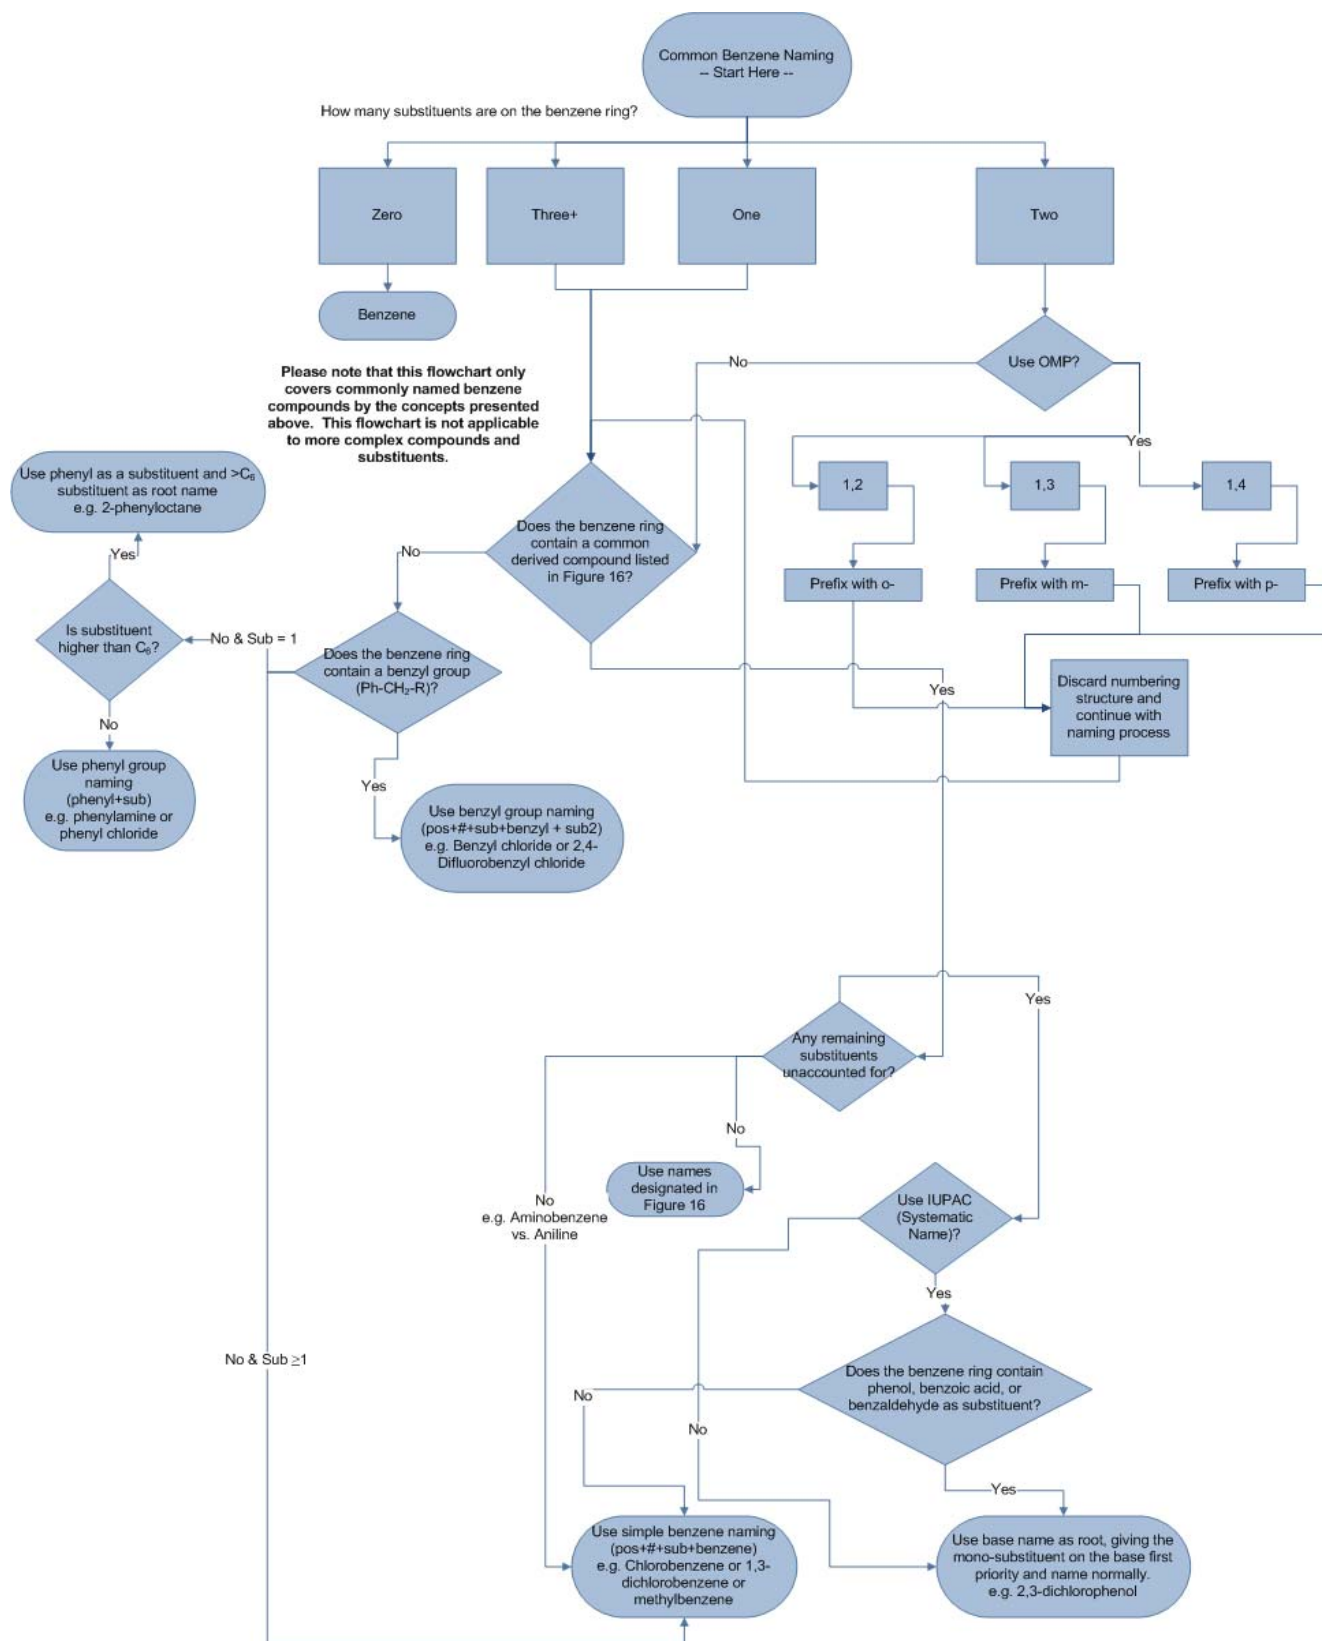 Common Benzene Naming
-- Start Here --
How many substituents are on the benzene ring?
Zero
Three+
One
Two
Benzene
Use OMP?
No
Yes
Please note that this flowchart only
covers commonly named benzene
compounds by the concepts presented
above. This flowchart is not applicable
to more complex compounds and
substituents.
1,2
1,3
1,4
Prefix with o-
Prefix with m-
Prefix with p-
Discard numbering
structure and
continue with
naming process
Does the benzene ring
contain a common
derived compound listed
in Figure 16?
No
Yes
Use phenyl as a substituent and >C₆
substituent as root name
e.g. 2-phenyloctane
Yes
Is substituent
higher than C₆?
No & Sub = 1
Does the benzene ring
contain a benzyl group
(Ph-CH₂-R)?
No
Use phenyl group
naming
(phenyl+sub)
e.g. phenylamine or
phenyl chloride
Yes
Use benzyl group naming
(pos+#+sub+benzyl + sub2)
e.g. Benzyl chloride or 2,4-
Difluorobenzyl chloride
Any remaining
substituents
unaccounted for?
Yes
No
Use names
designated in
Figure 16
No
e.g. Aminobenzene
vs. Aniline
Use IUPAC
(Systematic
Name)?
Yes
No
No & Sub ≥1
Does the benzene ring contain
phenol, benzoic acid, or
benzaldehyde as substituent?
No
Yes
Use simple benzene naming
(pos+#+sub+benzene)
e.g. Chlorobenzene or 1,3-
dichlorobenzene or
methylbenzene
Use base name as root, giving the
mono-substituent on the base first
priority and name normally.
e.g. 2,3-dichlorophenol